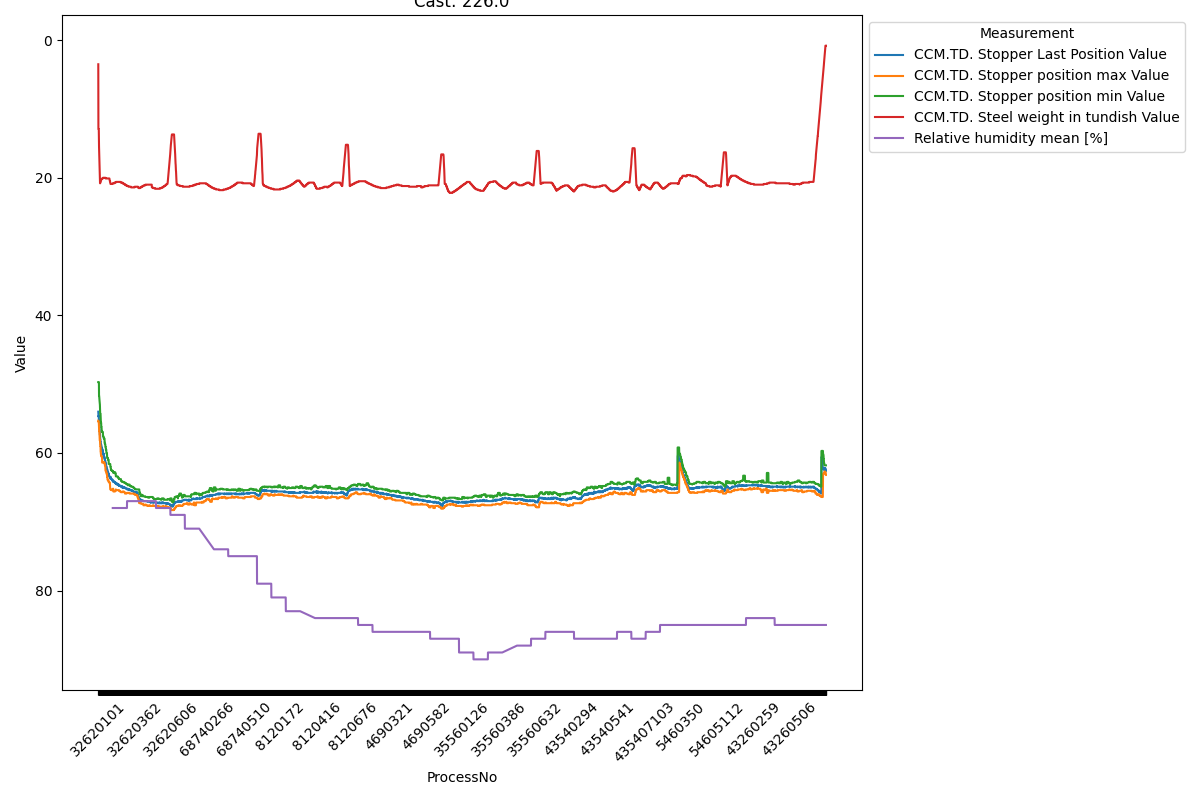 Cast: 226.0
Measurement
CCM.TD. Stopper Last Position Value
CCM.TD. Stopper position max Value
CCM.TD. Stopper position min Value
CCM.TD. Steel weight in tundish Value
Relative humidity mean [%]
0
20
40
60
80
Value
32620101
32620362
32620606
68740266
68740510
8120172
8120416
8120676
4690321
4690582
35560126
35560386
35560632
43540294
43540541
435407103
5460350
54605112
43260259
43260506
ProcessNo